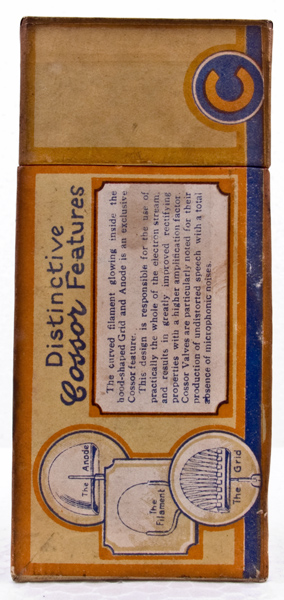 C
Distinctive
Cossor Features
The curved filament glowing inside the
hood-shaped Grid and Anode is an exclusive
Cossor feature.
This design is responsible for the use of
practically the whole of the electron stream,
and results in greatly improved rectifying
properties with a higher amplification factor.
Cossor Valves are particularly noted for their
production of undistorted speech with a total
absence of microphonic noises.
The Anode
The
Filament
The Grid